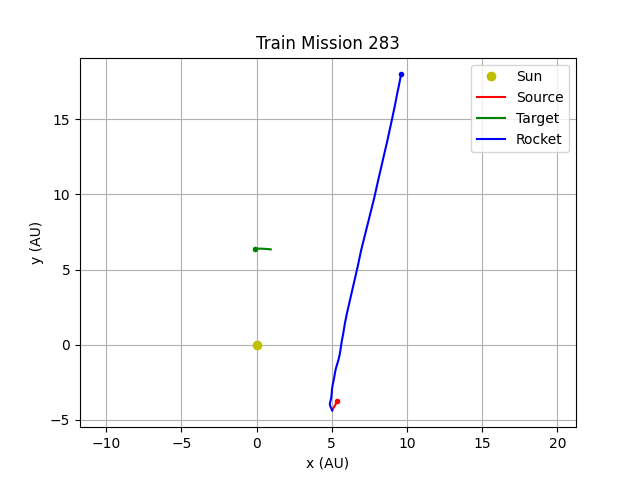 Train Mission 283
Sun
Source
Target
Rocket
15
10
5
0
−5
y (AU)
−10
−5
0
5
10
15
20
x (AU)